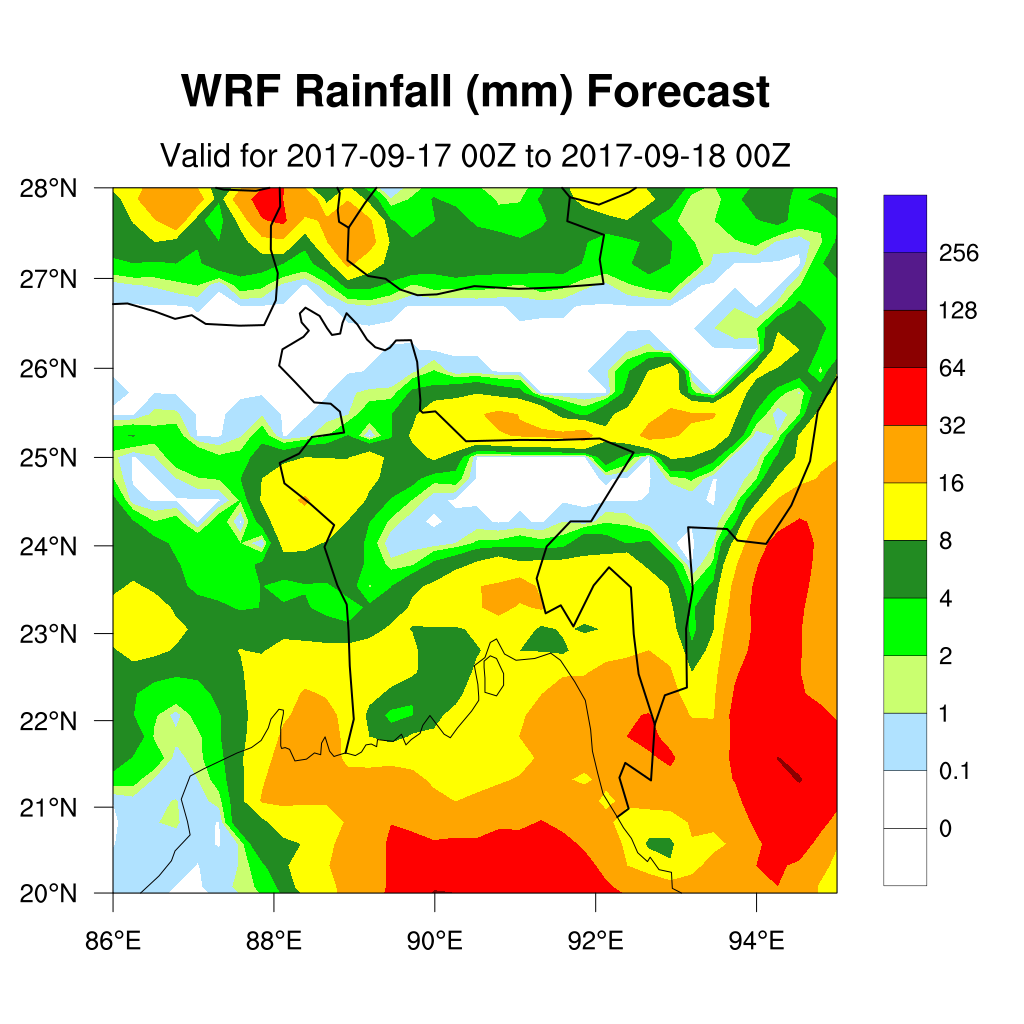 WRF Rainfall (mm) Forecast
Valid for 2017-09-17 00Z to 2017-09-18 00Z
28°N
27°N
26°N
25°N
24°N
23°N
22°N
21°N
20°N
86°E
88°E
90°E
92°E
94°E
256
128
64
32
16
8
4
2
1
0.1
0